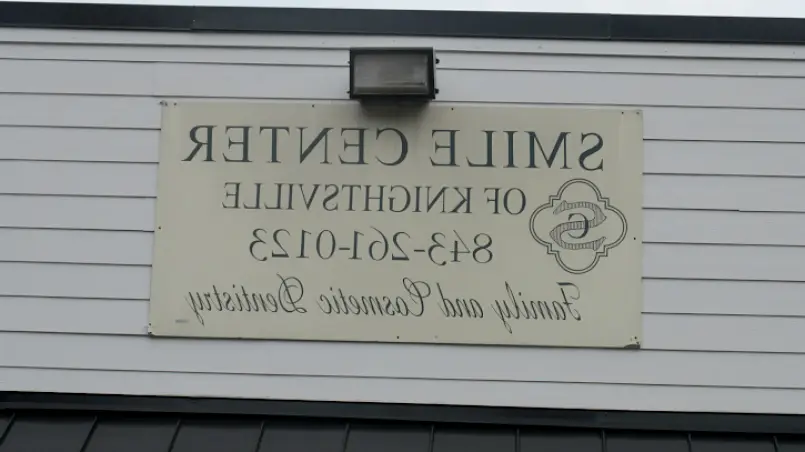 SMILE CENTER
OF KNIGHTSVILLE
843-261-0123
Family and Cosmetic Dentistry